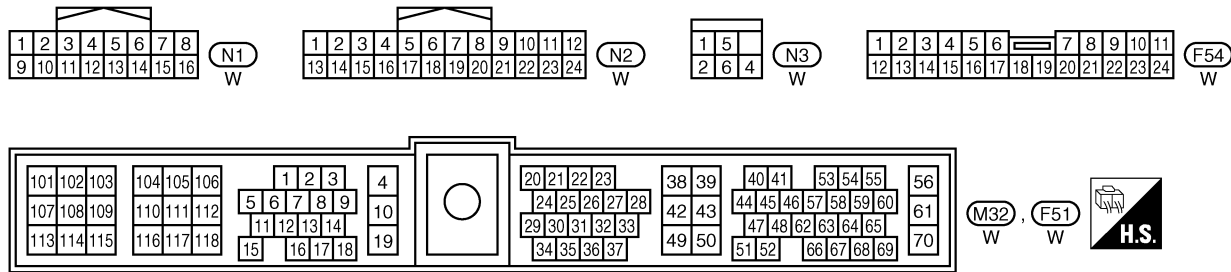 1 2 3 4 5 6 7 8
9 10 11 12 13 14 15 16
N1
W
1 2 3 4 5 6 7 8 9 10 11 12
13 14 15 16 17 18 19 20 21 22 23 24
N2
W
1 5
2 6 4
N3
W
1 2 3 4 5 6 7 8 9 10 11
12 13 14 15 16 17 18 19 20 21 22 23 24
F54
W
101 102 103 104 105 106 1 2 3 4 20 21 22 23 38 39 40 41 53 54 55 56
107 108 109 110 111 112 5 6 7 8 9 10 24 25 26 27 28 42 43 44 45 46 57 58 59 60 61
113 114 115 116 117 118 11 12 13 14 19 29 30 31 32 33 49 50 47 48 62 63 64 65 70
15 16 17 18 34 35 36 37 51 52 66 67 68 69
M32 , F51
W W
H.S.